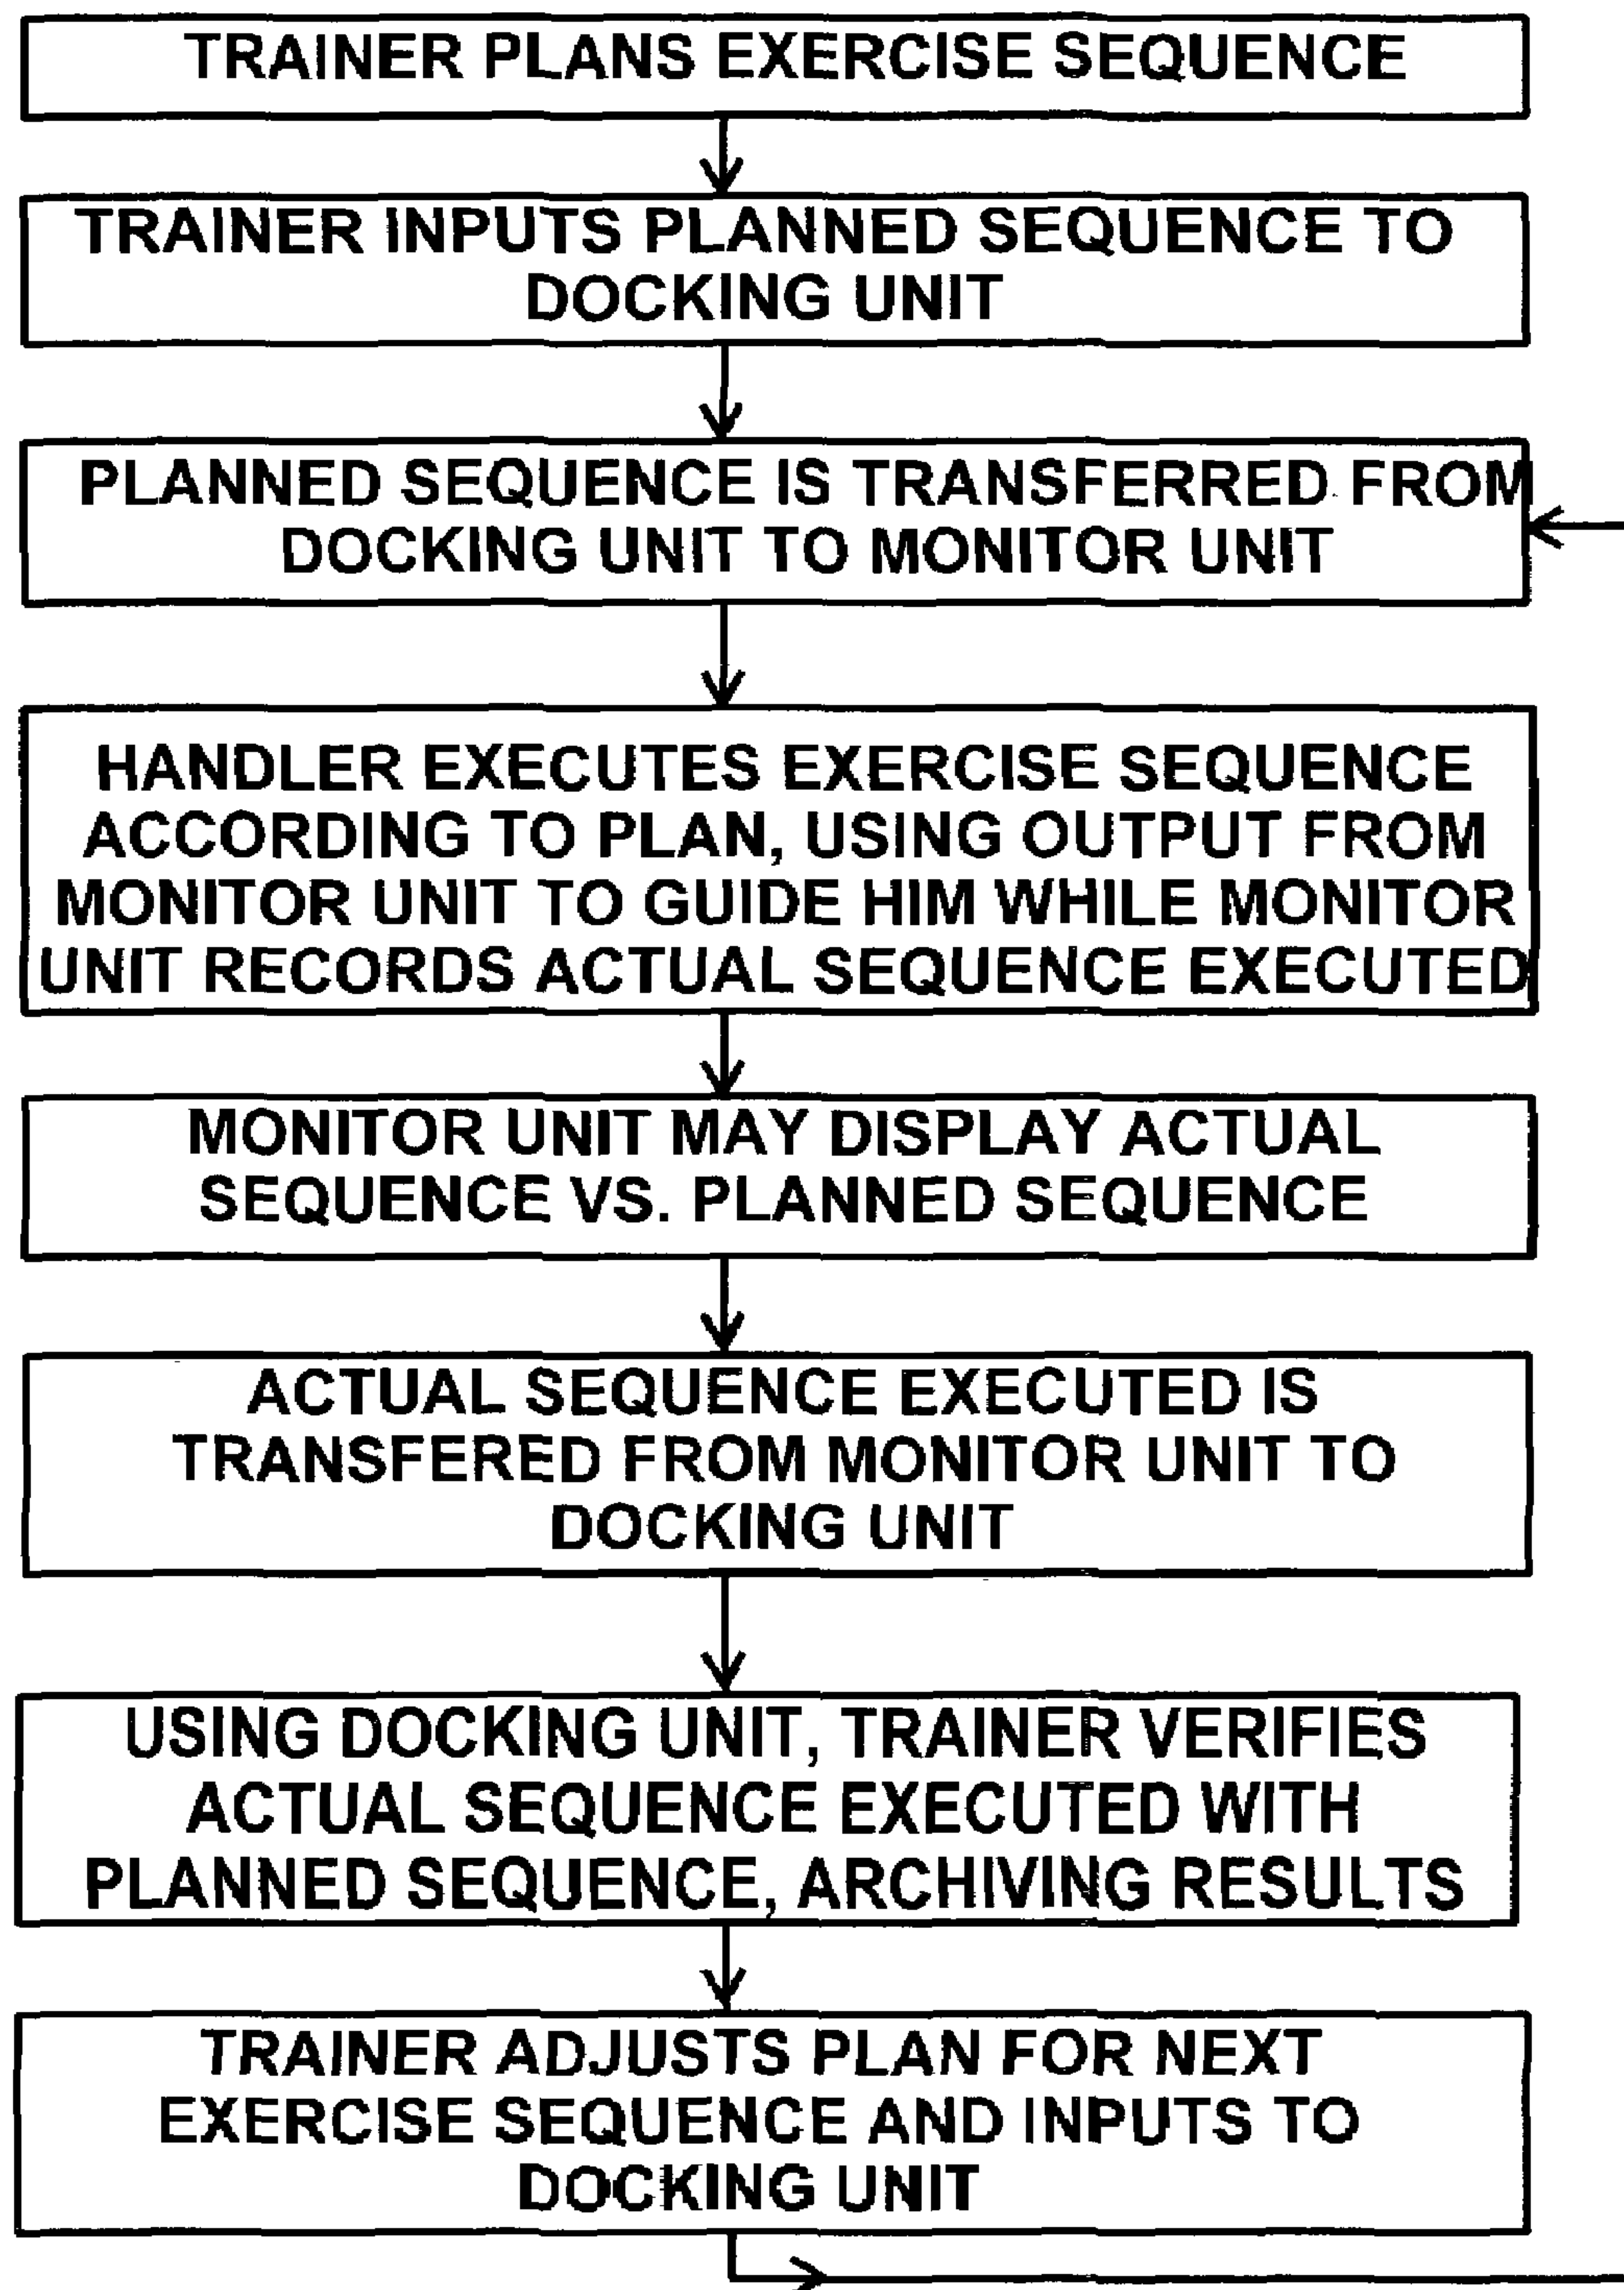 TRAINER PLANS EXERCISE SEQUENCE
TRAINER INPUTS PLANNED SEQUENCE TO
DOCKING UNIT
PLANNED SEQUENCE IS TRANSFERRED FROM
DOCKING UNIT TO MONITOR UNIT
HANDLER EXECUTES EXERCISE SEQUENCE
ACCORDING TO PLAN, USING OUTPUT FROM
MONITOR UNIT TO GUIDE HIM WHILE MONITOR
UNIT RECORDS ACTUAL SEQUENCE EXECUTED
MONITOR UNIT MAY DISPLAY ACTUAL
SEQUENCE VS. PLANNED SEQUENCE
ACTUAL SEQUENCE EXECUTED IS
TRANSFERED FROM MONITOR UNIT TO
DOCKING UNIT
USING DOCKING UNIT, TRAINER VERIFIES
ACTUAL SEQUENCE EXECUTED WITH
PLANNED SEQUENCE, ARCHIVING RESULTS
TRAINER ADJUSTS PLAN FOR NEXT
EXERCISE SEQUENCE AND INPUTS TO
DOCKING UNIT